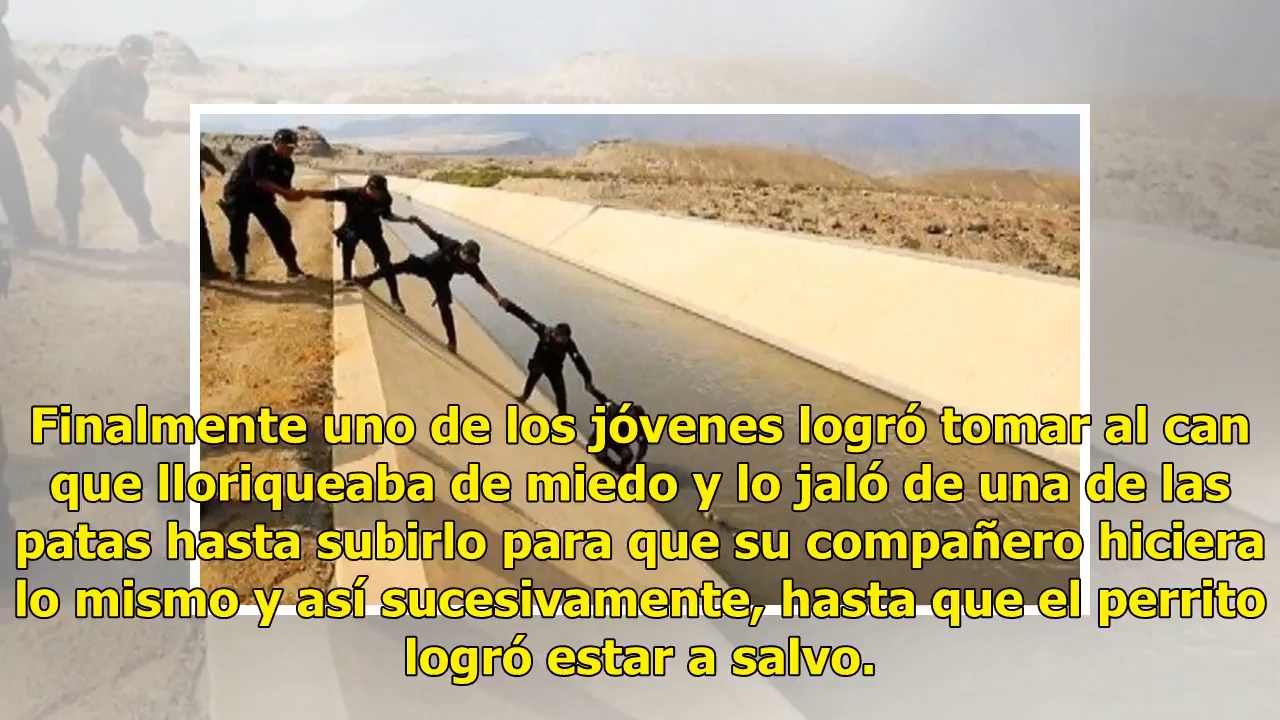 Finalmente uno de los jóvenes logró tomar al can
que lloriqueaba de miedo y lo jaló de una de las
patas hasta subirlo para que su compañero hiciera
lo mismo y así sucesivamente, hasta que el perrito
logró estar a salvo.